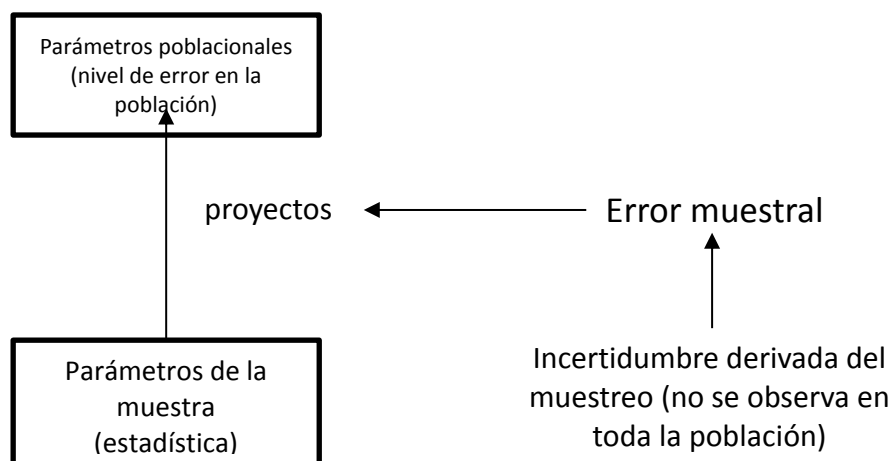 Parámetros poblacionales
(nivel de error en la
población)
proyectos
Error muestral
Parámetros de la
muestra
(estadística)
Incertidumbre derivada del
muestreo (no se observa en
toda la población)